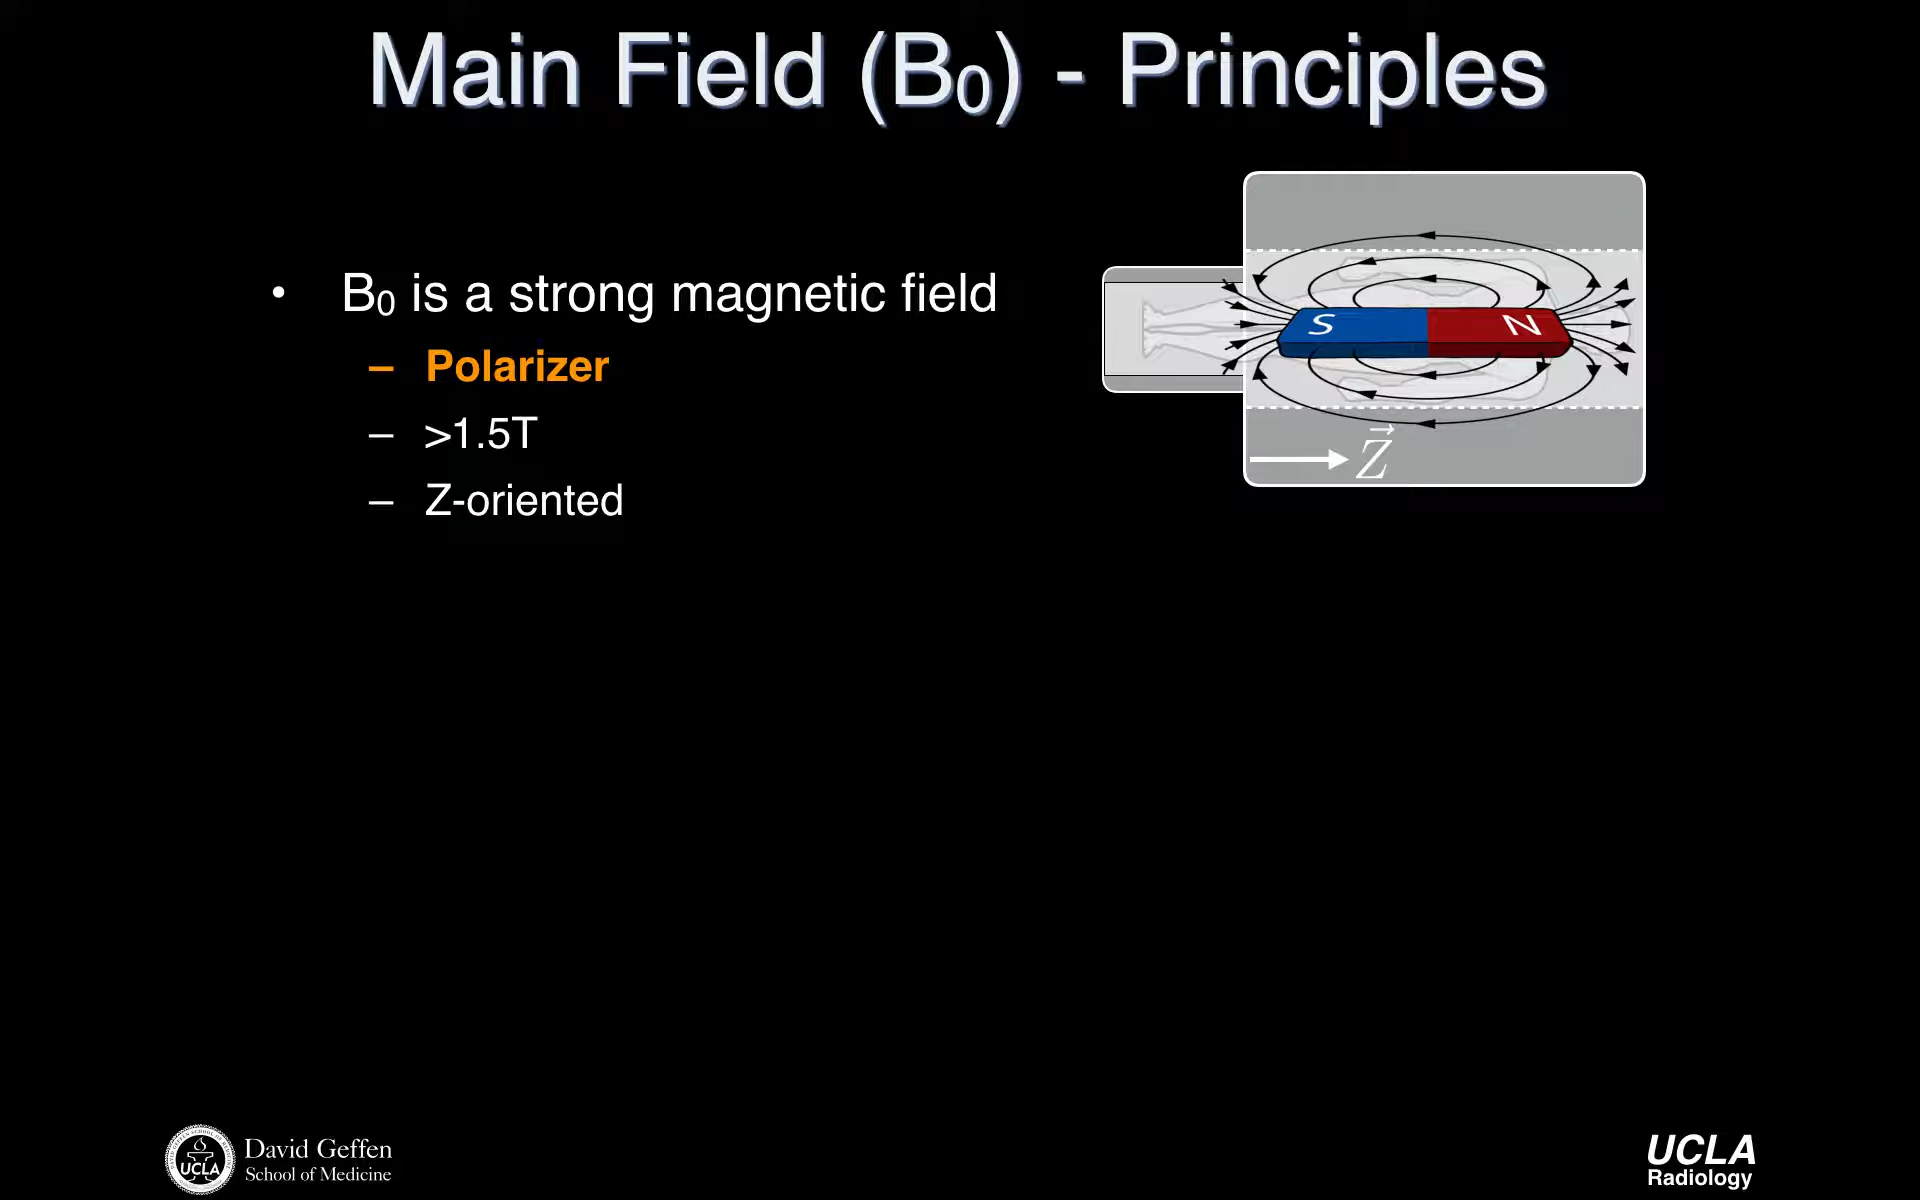 Main Field (B₀) - Principles
• B₀ is a strong magnetic field
– Polarizer
– >1.5T
– Z-oriented
S N
Z⃗
UCLA
David Geffen
School of Medicine
UCLA
Radiology